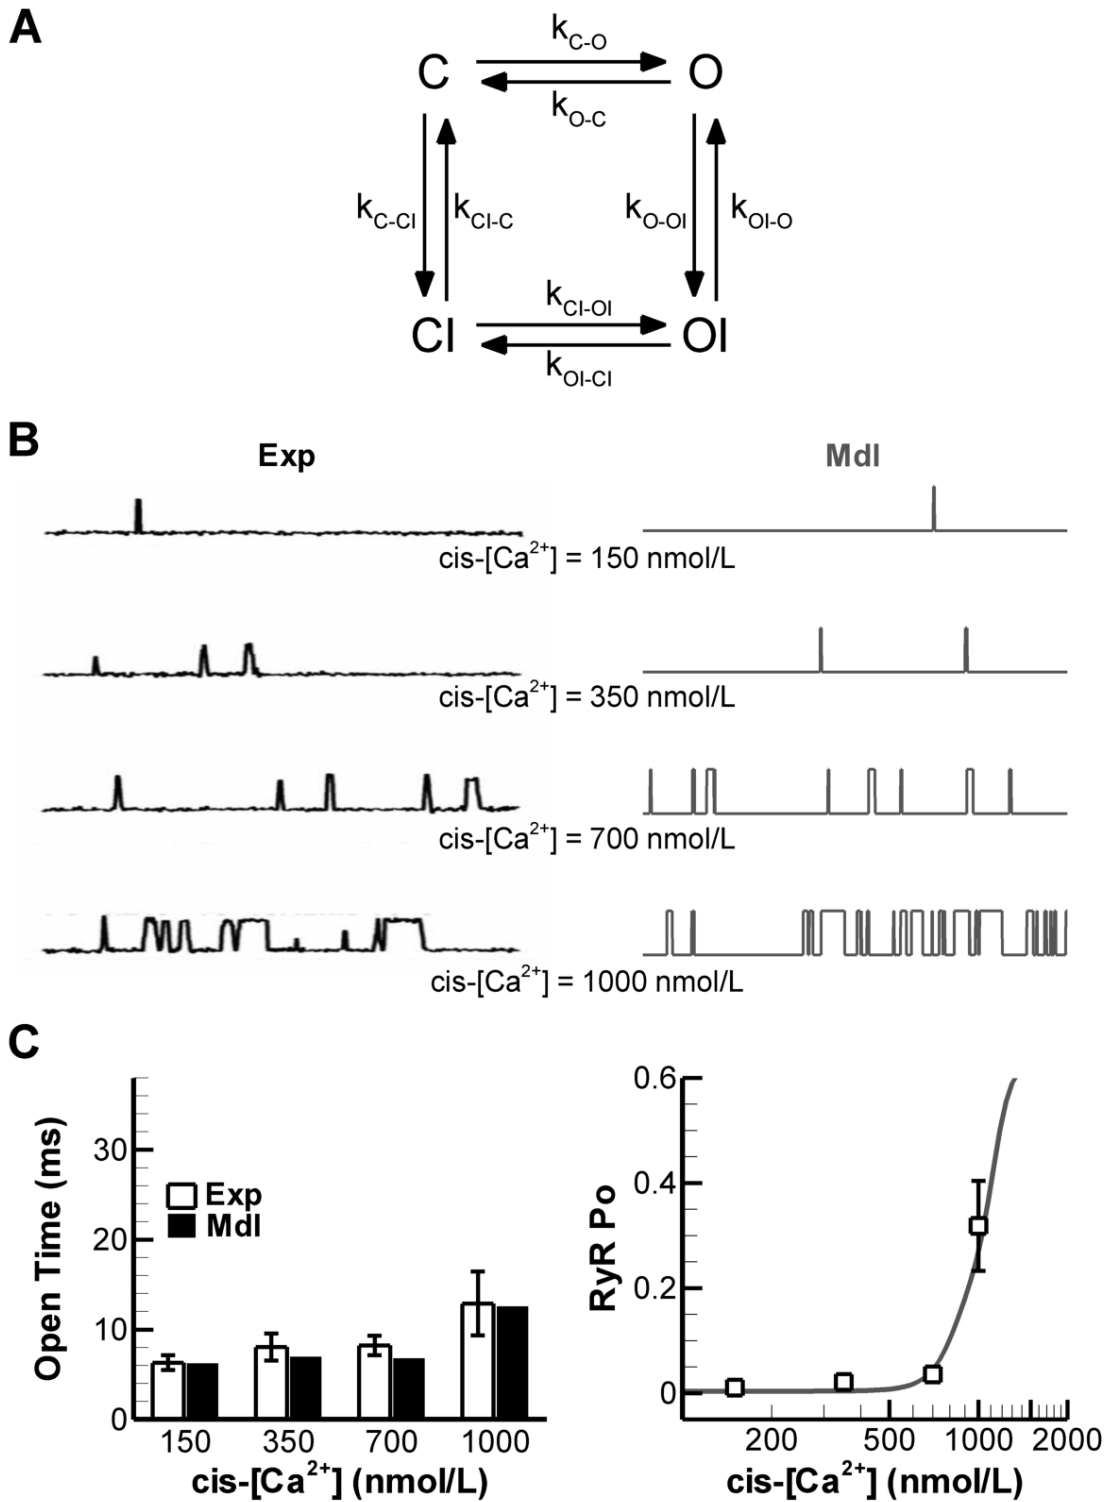 A
k_C-O
C O
k_O-C
k_C-CI k_CI-C k_O-OI k_OI-O
k_CI-OI
CI OI
k_OI-CI
B
Exp Mdl
cis-[Ca²⁺] = 150 nmol/L
cis-[Ca²⁺] = 350 nmol/L
cis-[Ca²⁺] = 700 nmol/L
cis-[Ca²⁺] = 1000 nmol/L
C
Open Time (ms)
30
20
10
0
Exp
Mdl
150 350 700 1000
cis-[Ca²⁺] (nmol/L)
RyR Po
0.6
0.4
0.2
0
200 500 1000 2000
cis-[Ca²⁺] (nmol/L)